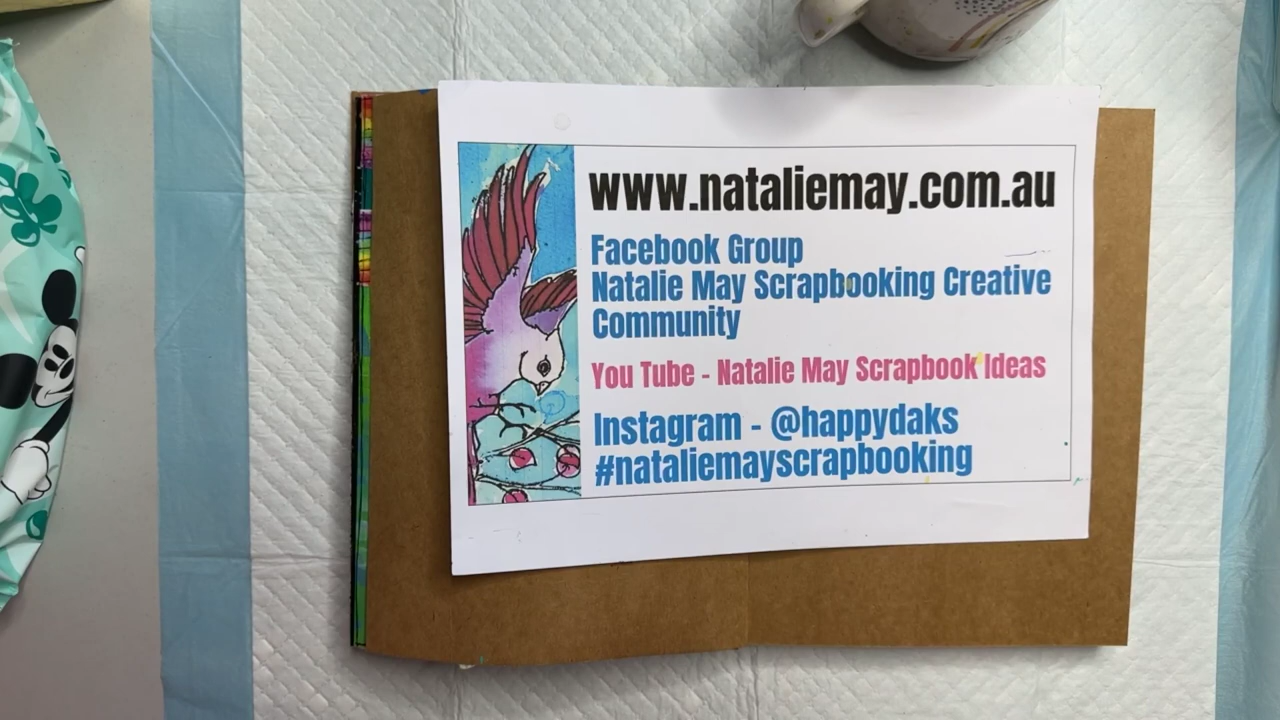 www.nataliemay.com.au
Facebook Group
Natalie May Scrapbooking Creative
Community
You Tube - Natalie May Scrapbook Ideas
Instagram - @happydaks
#nataliemayscrapbooking